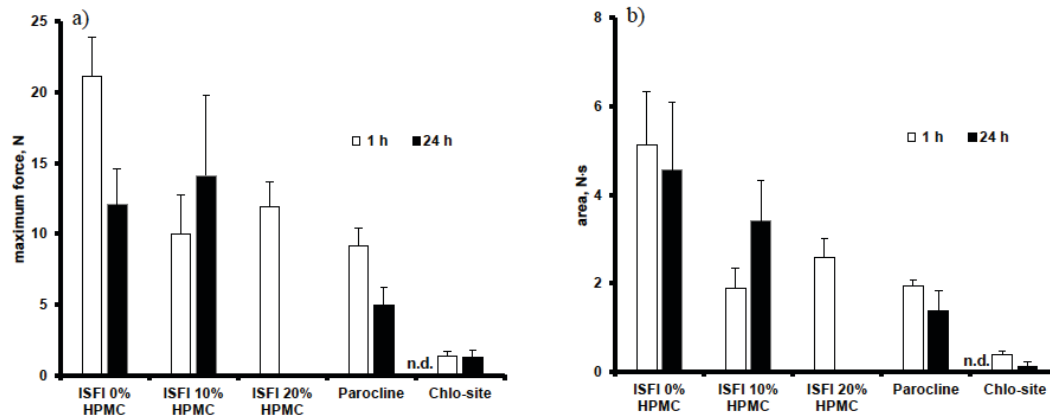 a)
25
20
15
10
5
0
maximum force, N
1 h
24 h
n.d.
ISFI 0% HPMC
ISFI 10% HPMC
ISFI 20% HPMC
Parocline
Chlo-site
b)
8
6
4
2
0
area, N·s
1 h
24 h
n.d.
ISFI 0% HPMC
ISFI 10% HPMC
ISFI 20% HPMC
Parocline
Chlo-site